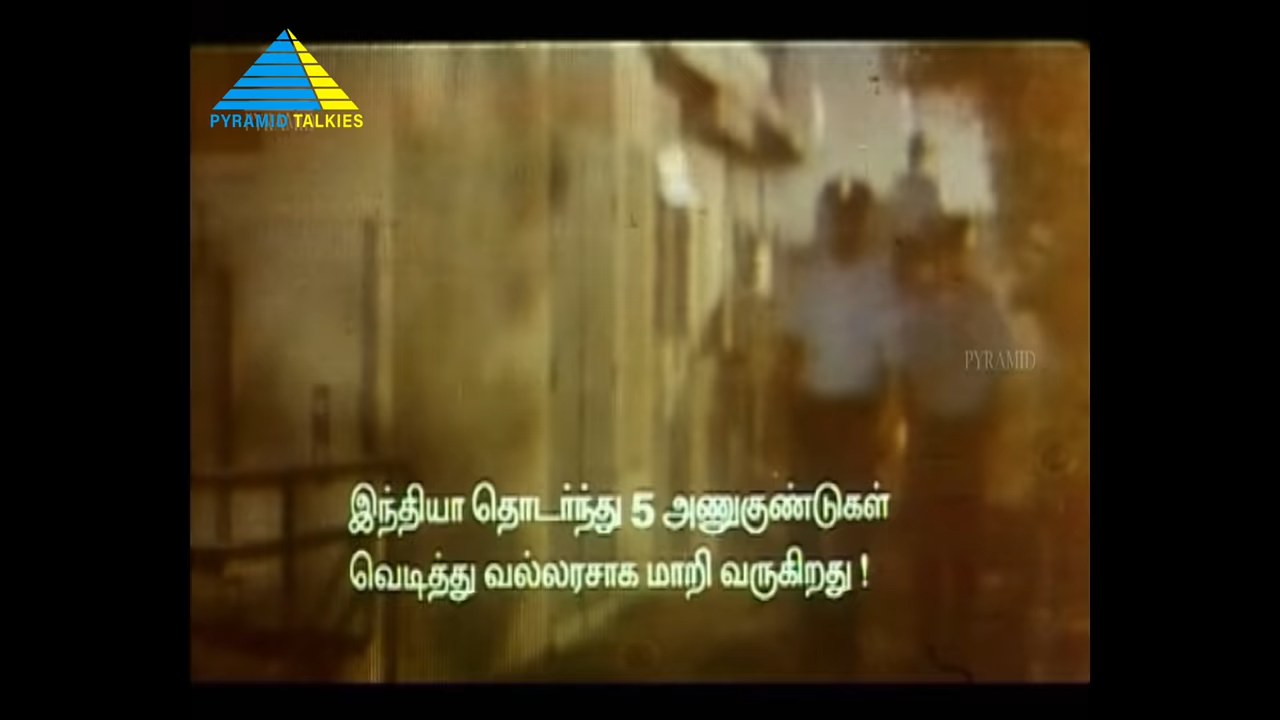 PYRAMID TALKIES
PYRAMID
இந்தியா தொடர்ந்து 5 அணுகுண்டுகள்
வெடித்து வல்லரசாக மாறி வருகிறது !